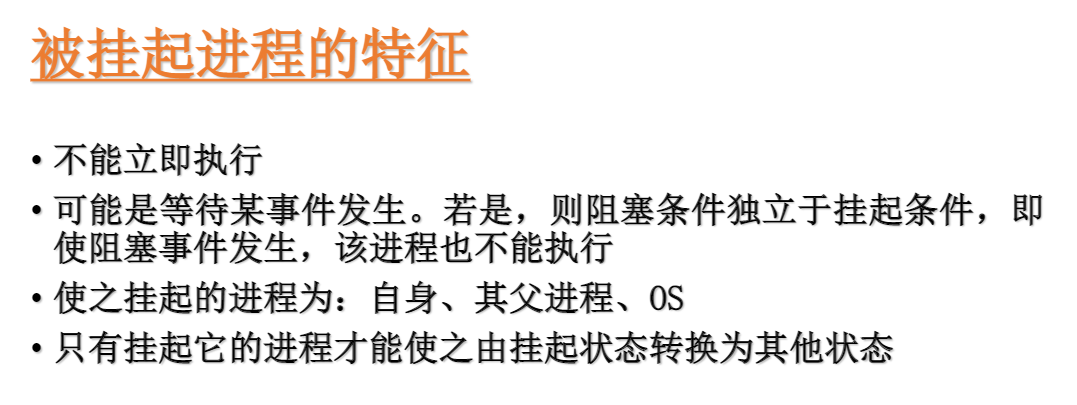 被挂起进程的特征
• 不能立即执行
• 可能是等待某事件发生。若是，则阻塞条件独立于挂起条件，即
使阻塞事件发生，该进程也不能执行
• 使之挂起的进程为：自身、其父进程、OS
• 只有挂起它的进程才能使之由挂起状态转换为其他状态